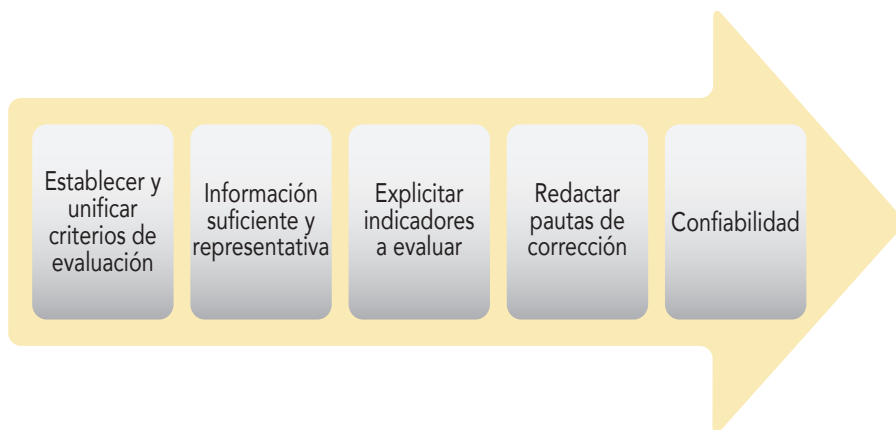 Establecer y
unificar
criterios de
evaluación
Información
suficiente y
representativa
Explicitar
indicadores
a evaluar
Redactar
pautas de
corrección
Confiabilidad